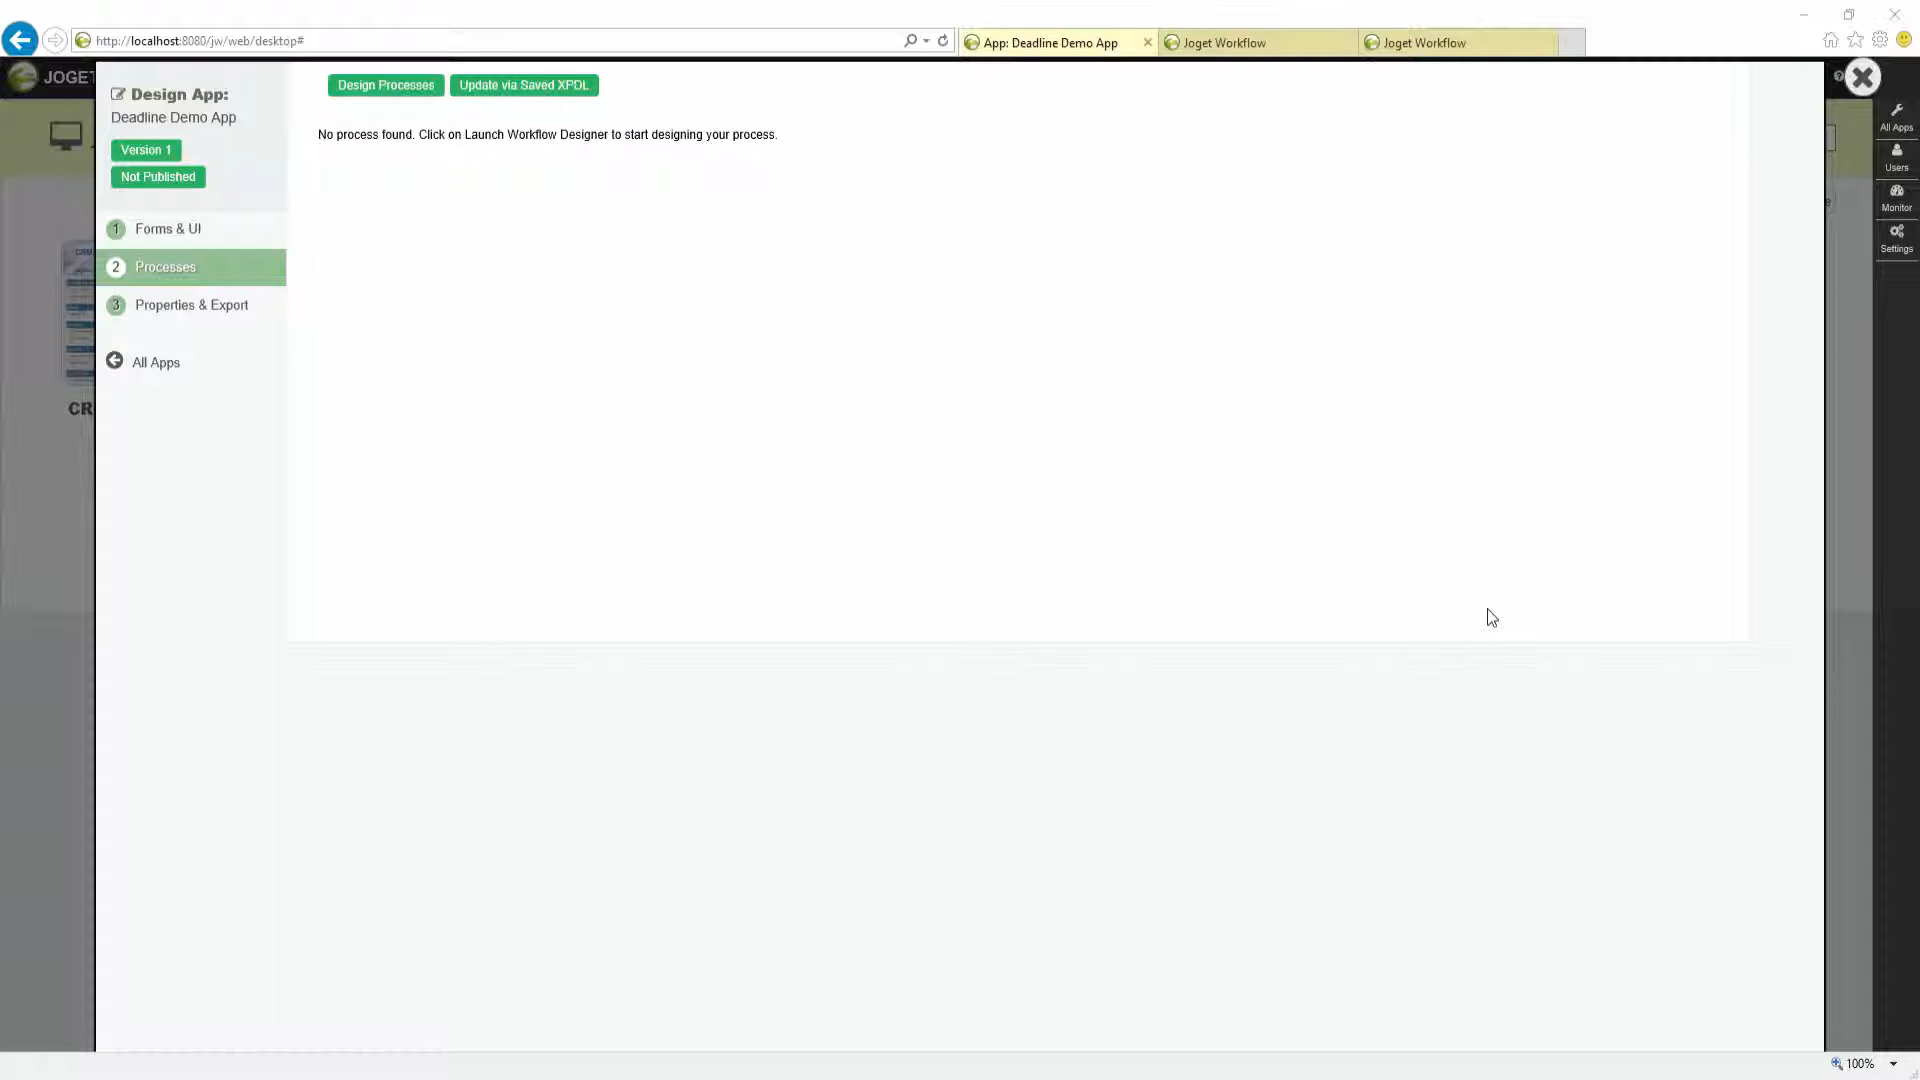 http://localhost:8080/jw/web/desktop#
App: Deadline Demo App
Joget Workflow
Joget Workflow
JOGET
Design App:
Deadline Demo App
Version 1
Not Published
1 Forms & UI
2 Processes
3 Properties & Export
All Apps
Design Processes
Update via Saved XPDL
No process found. Click on Launch Workflow Designer to start designing your process.
All Apps
Users
Monitor
Settings
CR
100%